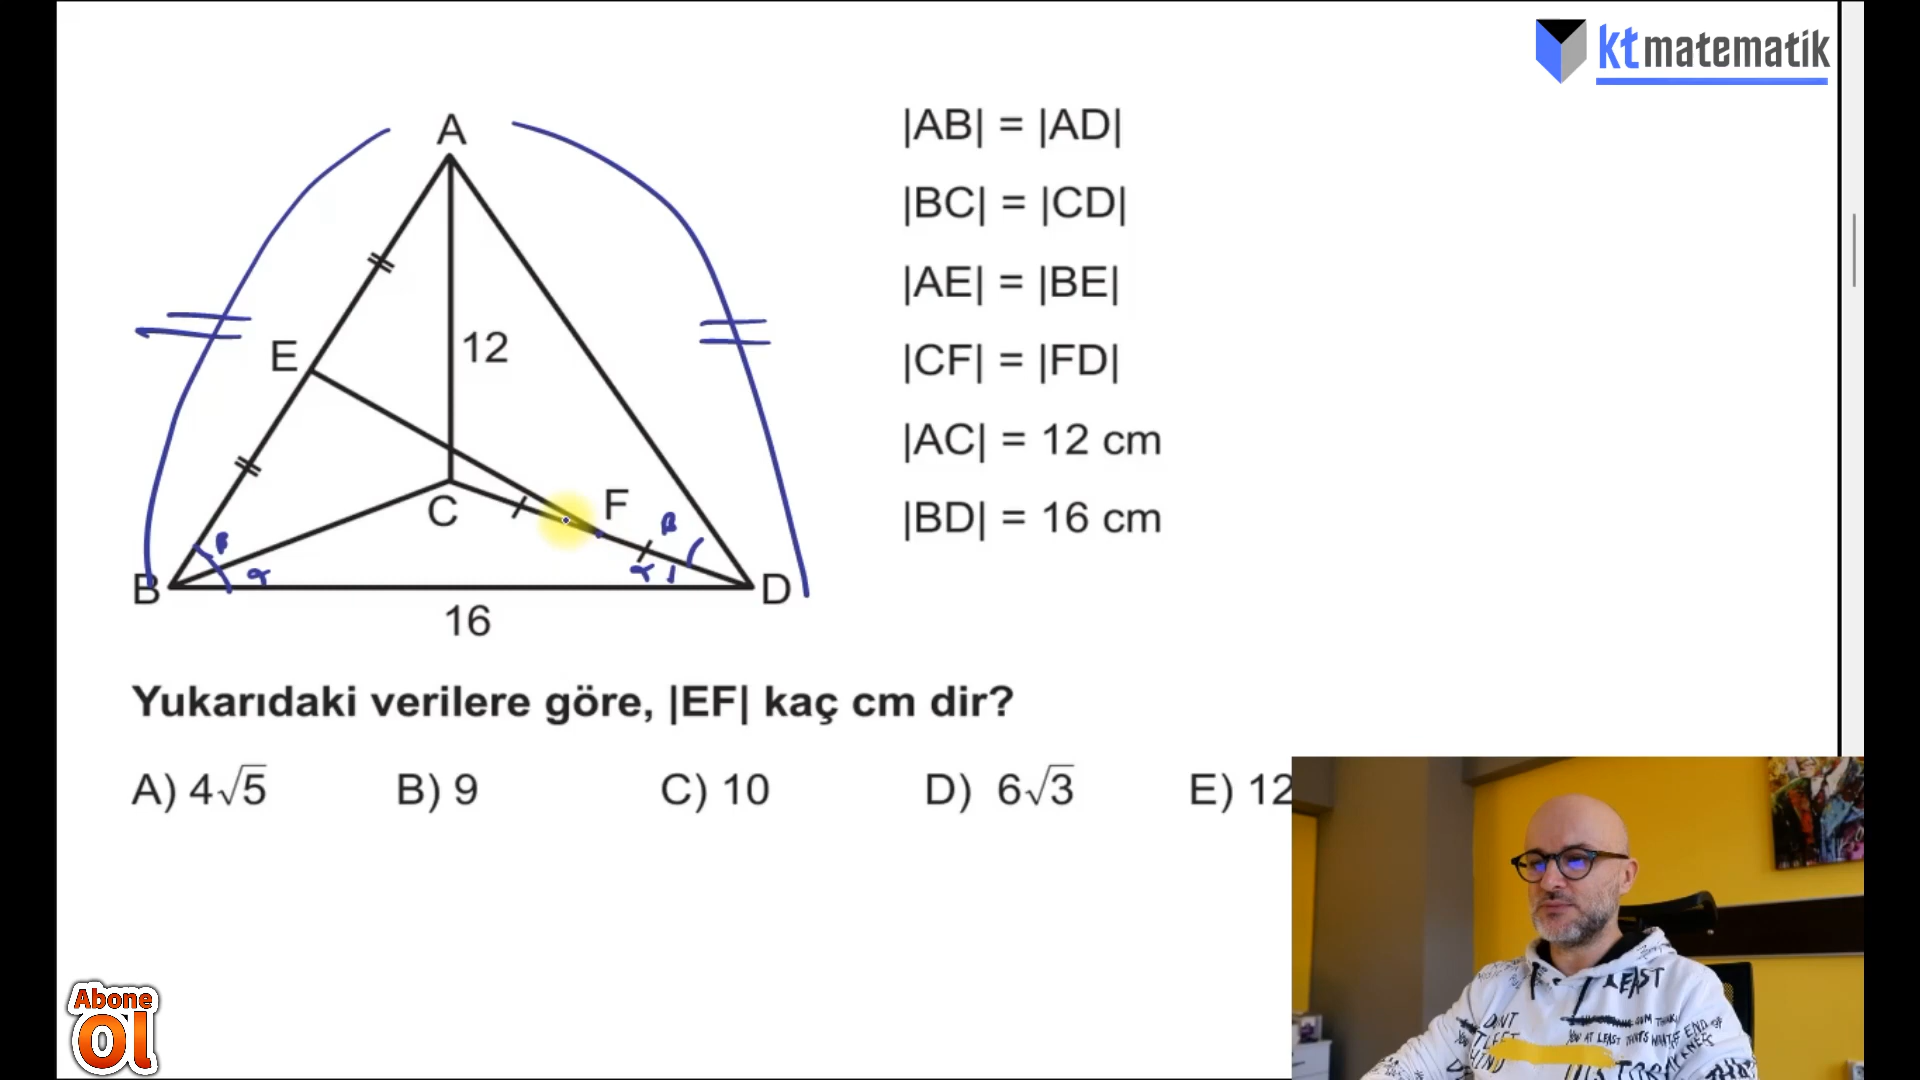 ktmatematik
A
|AB| = |AD|
|BC| = |CD|
|AE| = |BE|
E
12
|CF| = |FD|
|AC| = 12 cm
C
F
β
|BD| = 16 cm
β
α
α
B
D
16
Yukarıdaki verilere göre, |EF| kaç cm dir?
A) 4√5 B) 9 C) 10 D) 6√3 E) 12
Abone
Ol